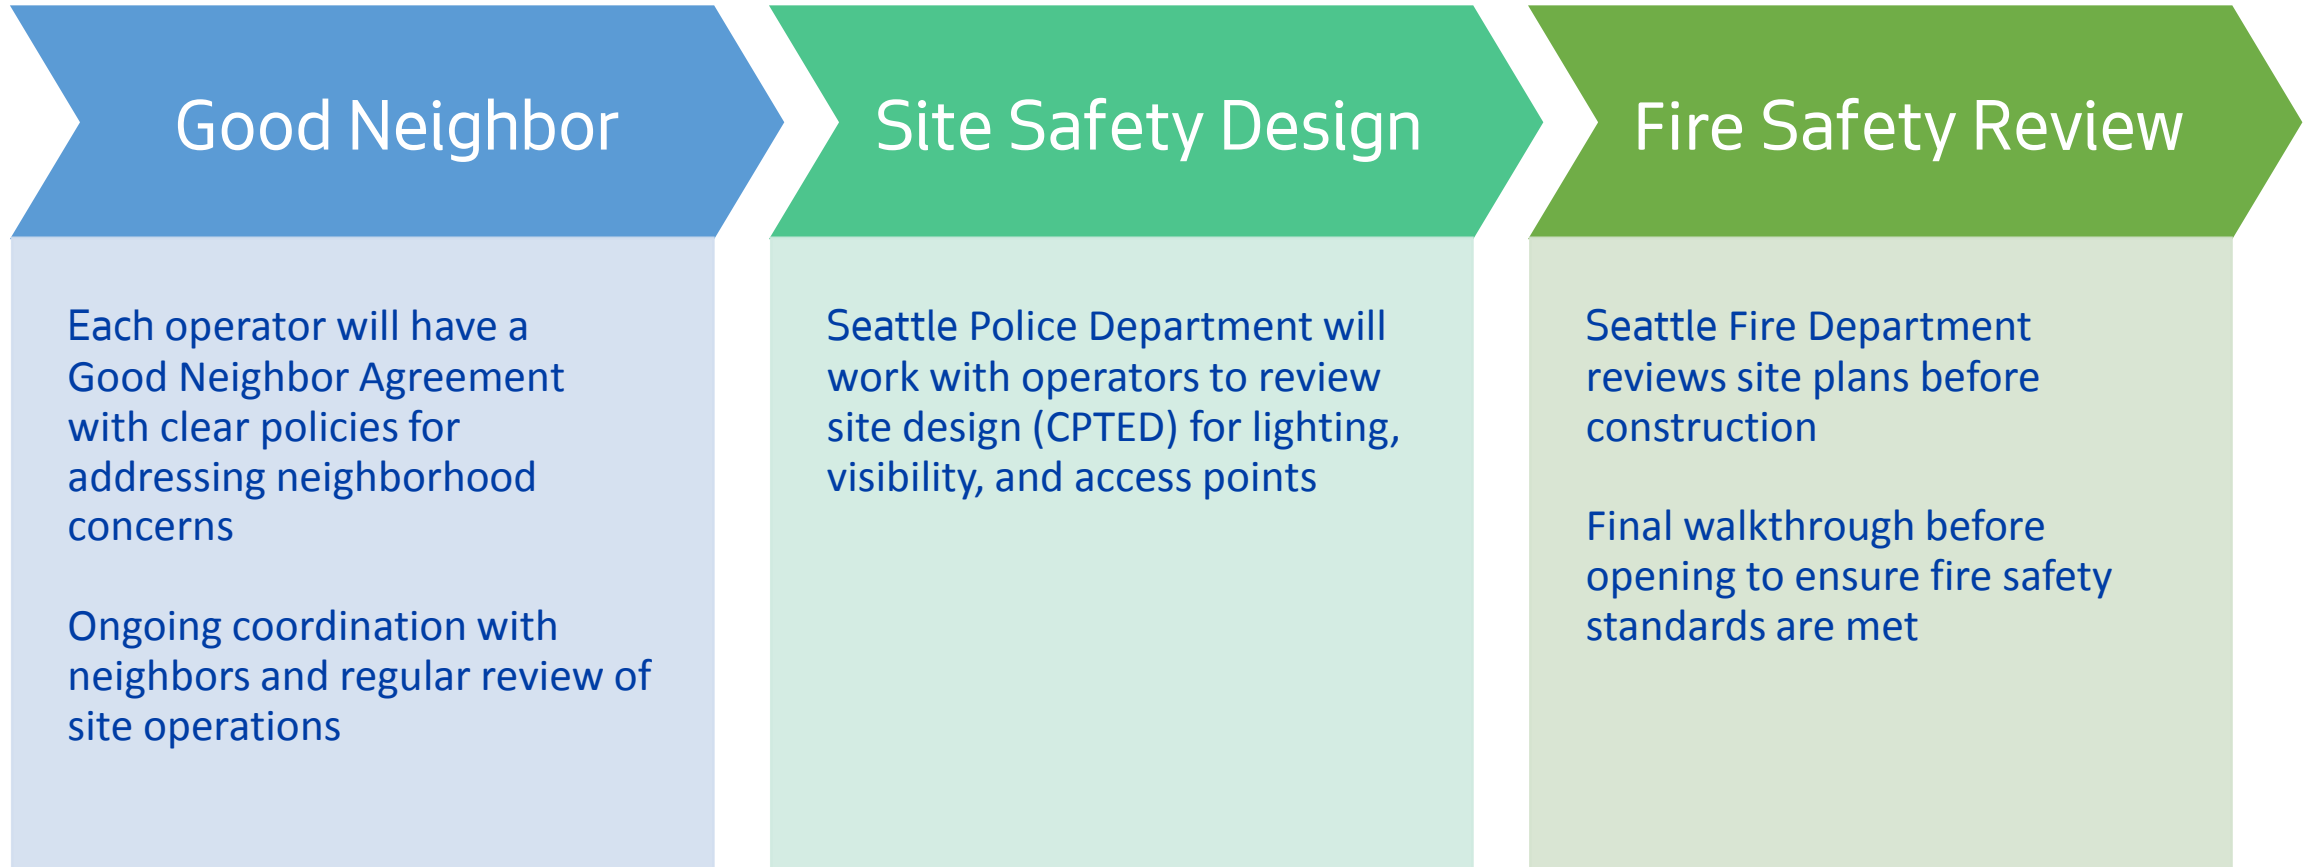 Good Neighbor
Each operator will have a
Good Neighbor Agreement
with clear policies for
addressing neighborhood
concerns
Ongoing coordination with
neighbors and regular review of
site operations
Site Safety Design
Seattle Police Department will
work with operators to review
site design (CPTED) for lighting,
visibility, and access points
Fire Safety Review
Seattle Fire Department
reviews site plans before
construction
Final walkthrough before
opening to ensure fire safety
standards are met